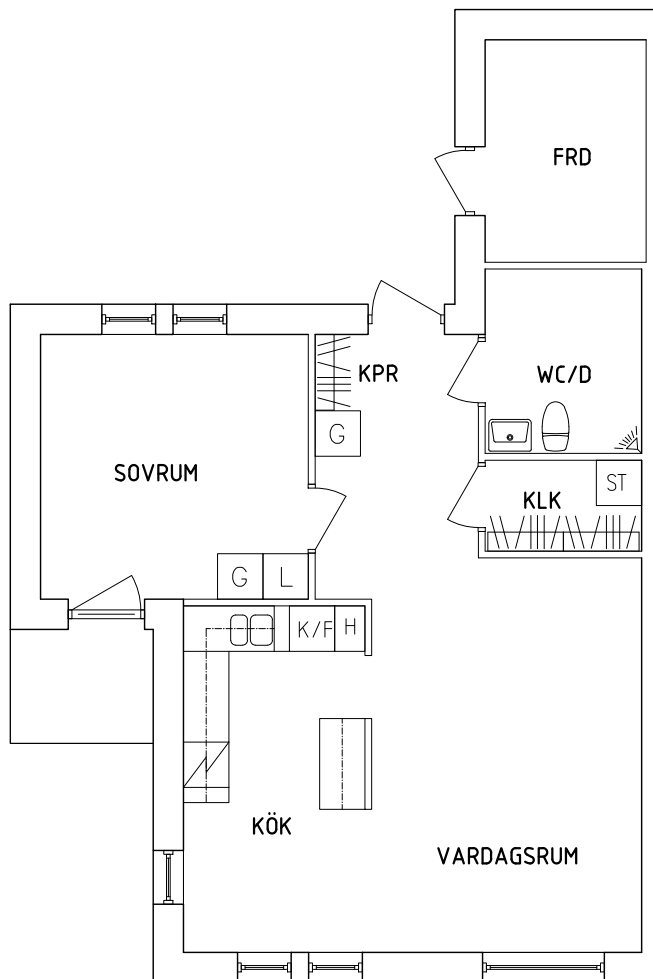 FRD
KPR
WC/D
G
SOVRUM
KLK
ST
G
L
K/F
H
KÖK
VARDAGSRUM